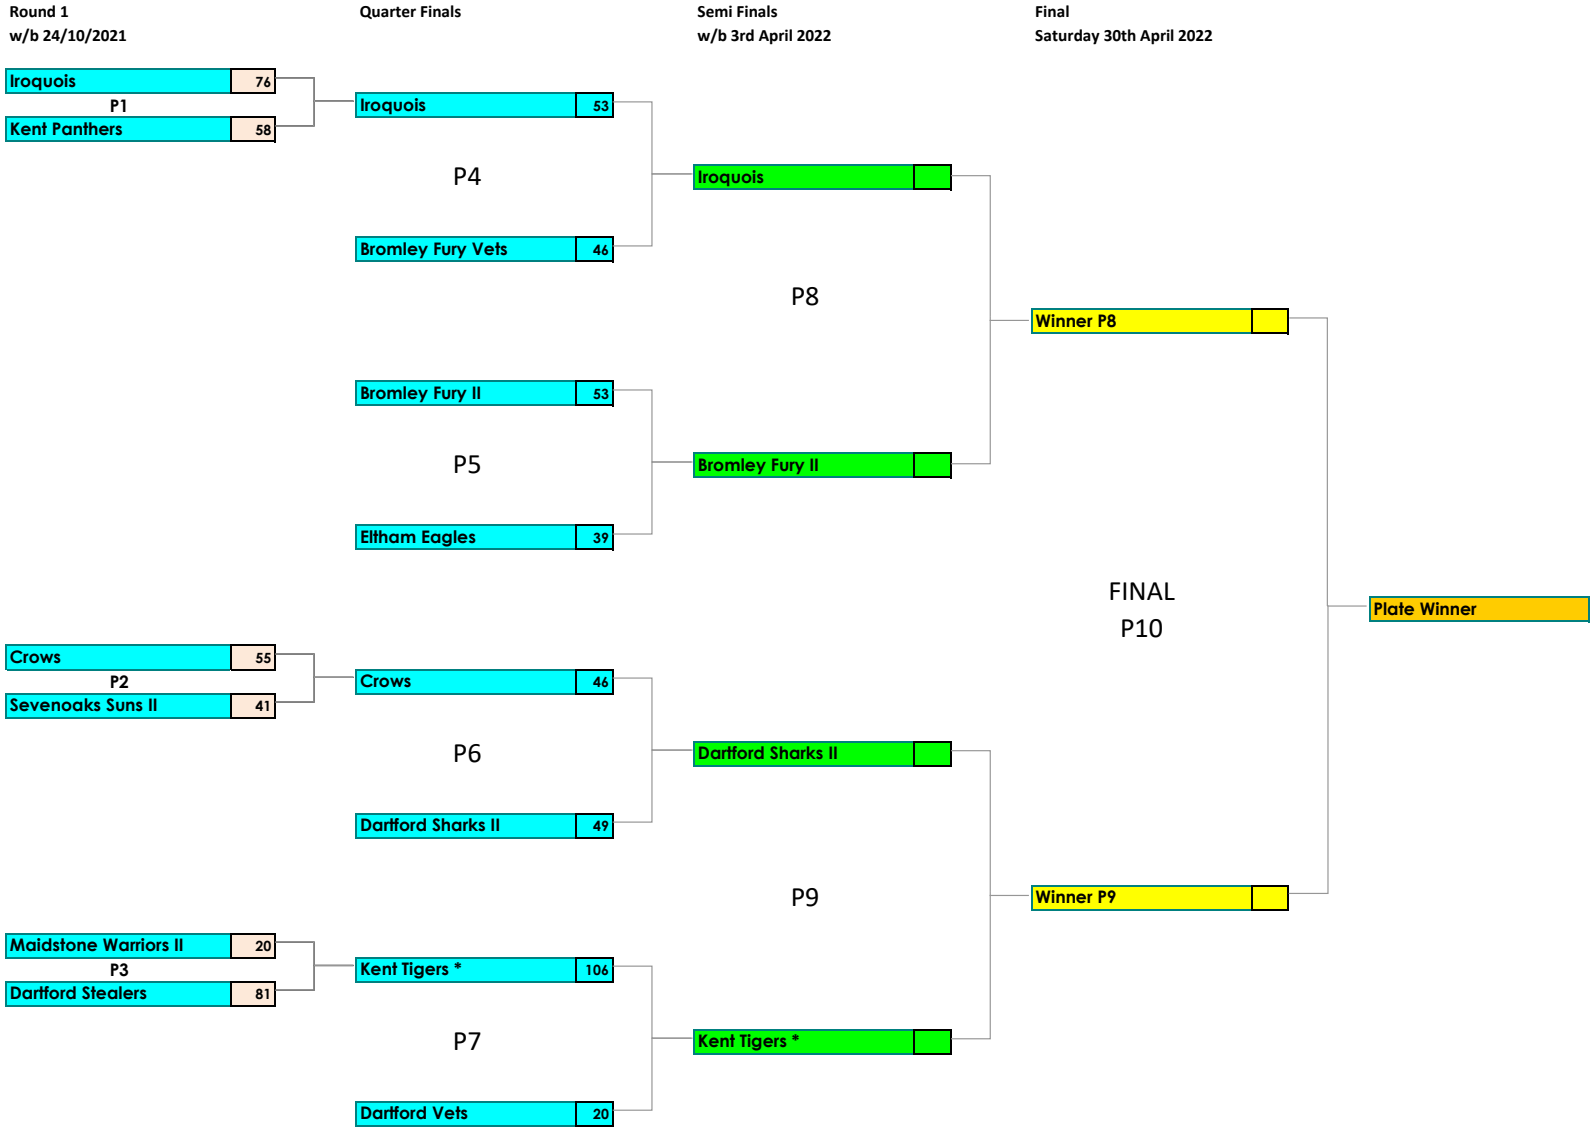 Round 1
w/b 24/10/2021
Quarter Finals
Semi Finals
w/b 3rd April 2022
Final
Saturday 30th April 2022
Iroquois 76
P1
Kent Panthers 58
Iroquois 53
P4
Bromley Fury Vets 46
Iroquois
P8
Bromley Fury II 53
P5
Eltham Eagles 39
Bromley Fury II
Winner P8
FINAL
P10
Plate Winner
Crows 55
P2
Sevenoaks Suns II 41
Crows 46
P6
Dartford Sharks II 49
Dartford Sharks II
P9
Winner P9
Maidstone Warriors II 20
P3
Dartford Stealers 81
Kent Tigers * 106
P7
Dartford Vets 20
Kent Tigers *